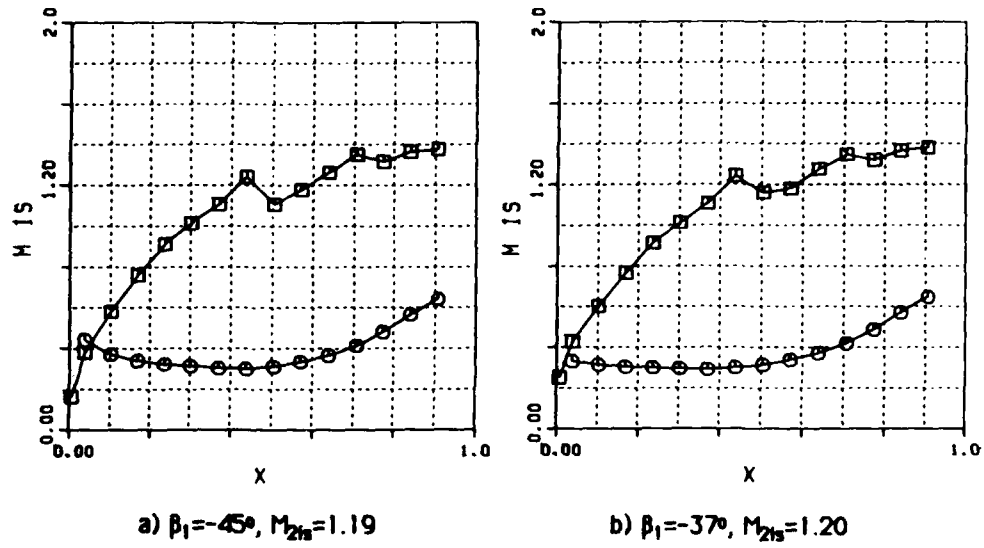 2.0
1.20
0.00
M IS
0.00
1.0
X
2.0
1.20
0.00
M IS
0.00
1.0
X
a) β₁=-45°, M₂ᵢₛ=1.19
b) β₁=-37°, M₂ᵢₛ=1.20